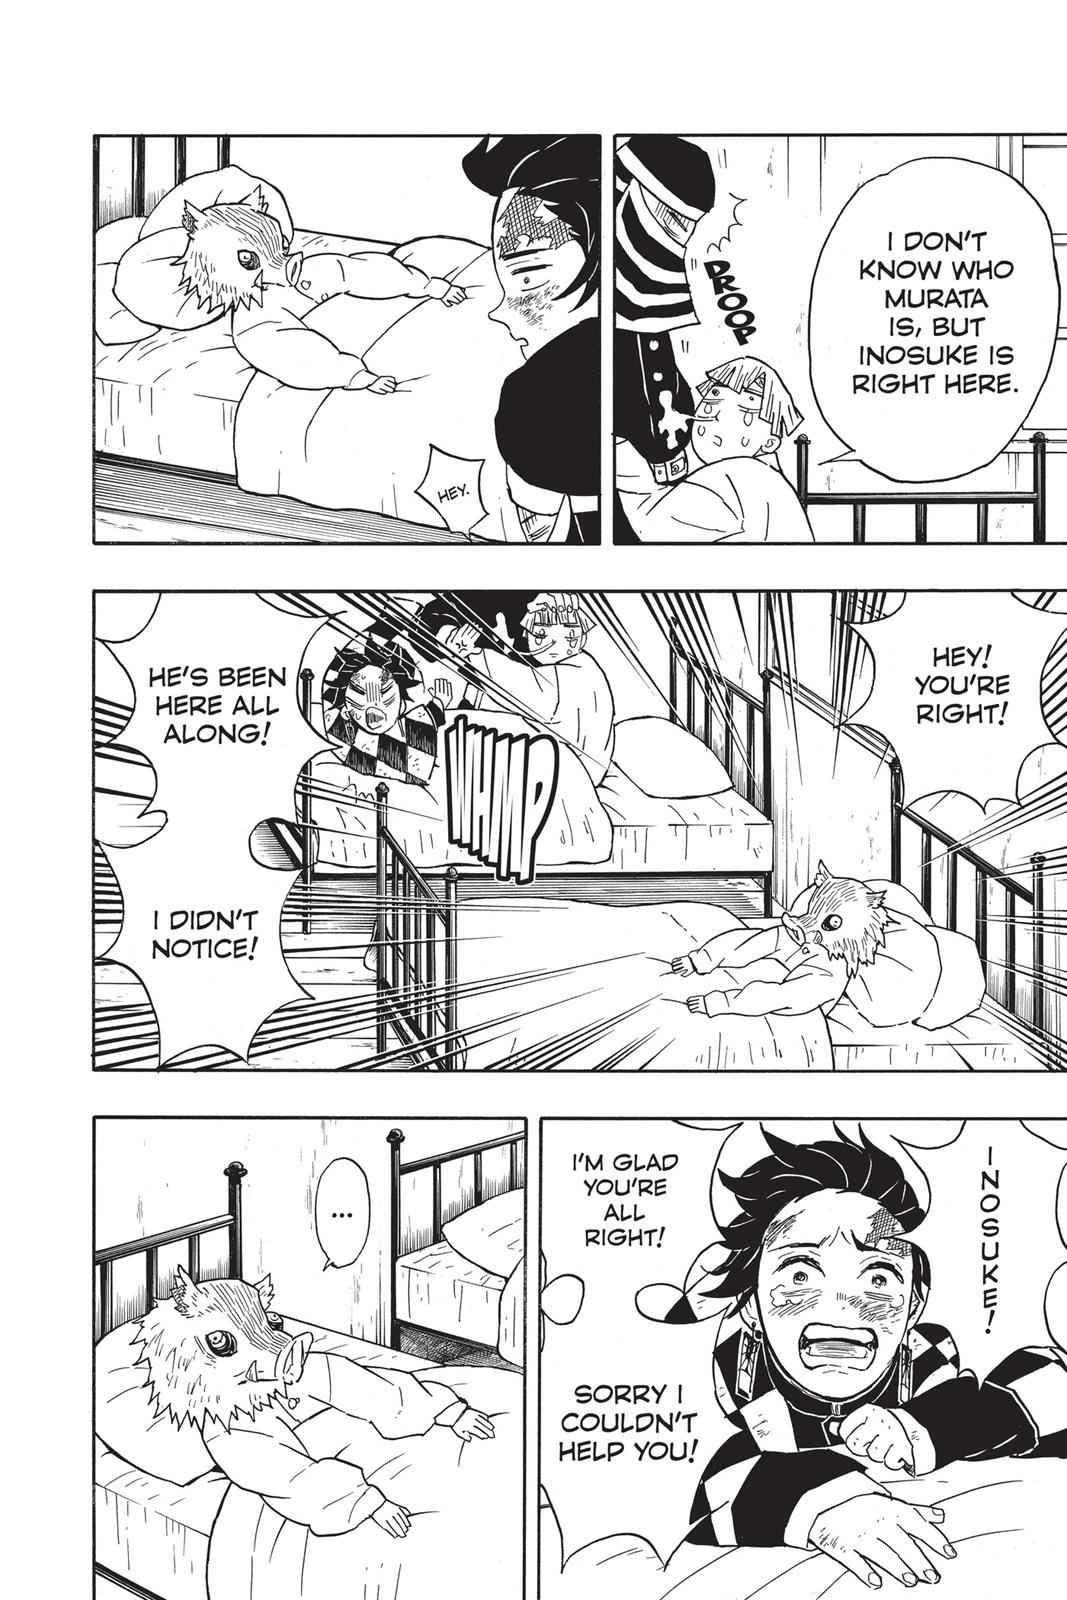 I DON'T
KNOW WHO
MURATA
IS, BUT
INOSUKE IS
RIGHT HERE.
DROOP
HEY.
HEY!
YOU'RE
RIGHT!
WHMP
HE'S BEEN
HERE ALL
ALONG!
I DIDN'T
NOTICE!
INOSUKE!
I'M GLAD
YOU'RE
ALL
RIGHT!
SORRY I
COULDN'T
HELP YOU!
...